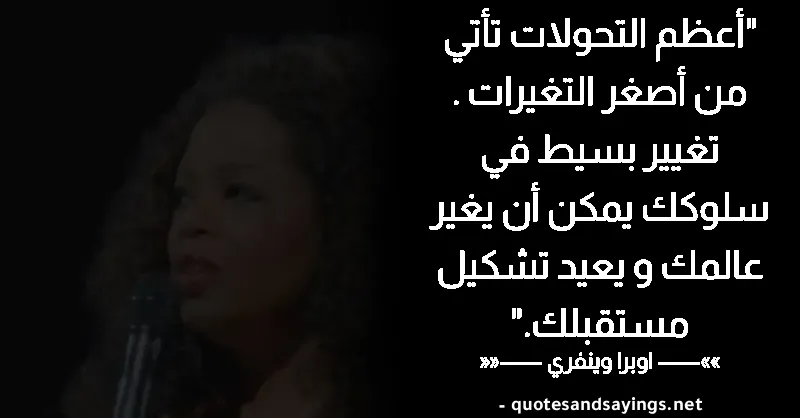 "أعظم التحولات تأتي
من أصغر التغيرات .
تغيير بسيط في
سلوكك يمكن أن يغير
عالمك و يعيد تشكيل
مستقبلك."
»»—— اوبرا وينفري ——««
- quotesandsayings.net